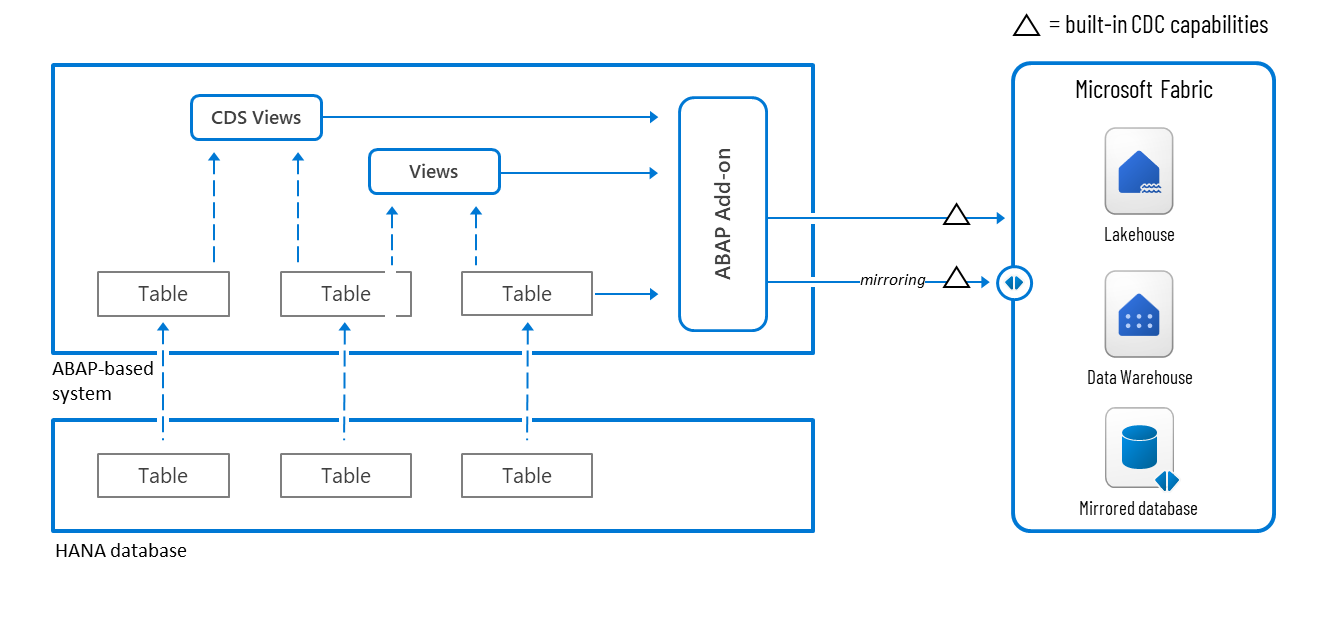 = built-in CDC capabilities
Microsoft Fabric
CDS Views
Views
ABAP Add-on
Lakehouse
mirroring
Table
Table
Table
ABAP-based
system
Data Warehouse
Table
Table
Table
Mirrored database
HANA database